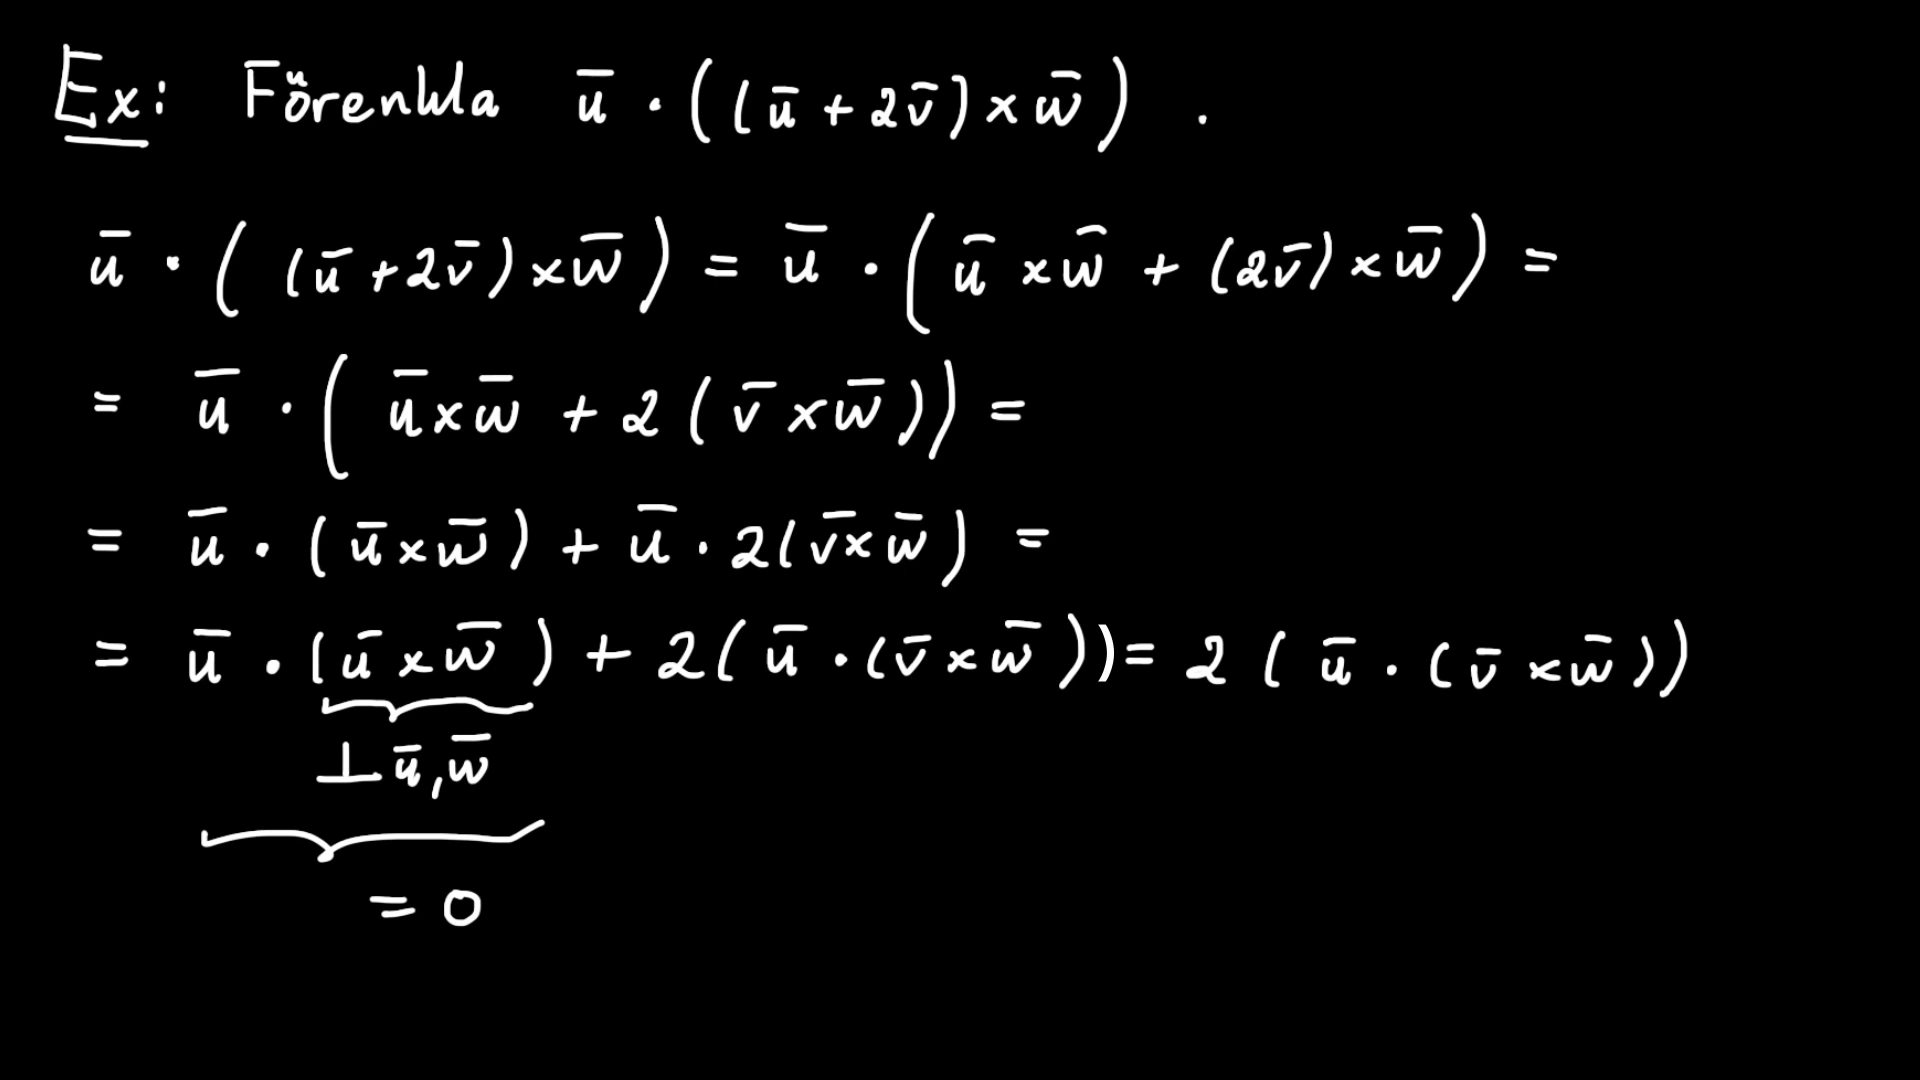 Ex: Förenkla ū · ((ū + 2v̄) × w̄) .
ū · ((ū + 2v̄) × w̄) = ū · (ū × w̄ + (2v̄) × w̄) =
= ū · (ū × w̄ + 2(v̄ × w̄)) =
= ū · (ū × w̄) + ū · 2(v̄ × w̄) =
= ū · (ū × w̄) + 2(ū · (v̄ × w̄)) = 2(ū · (v̄ × w̄))
⊥ ū, w̄
= 0